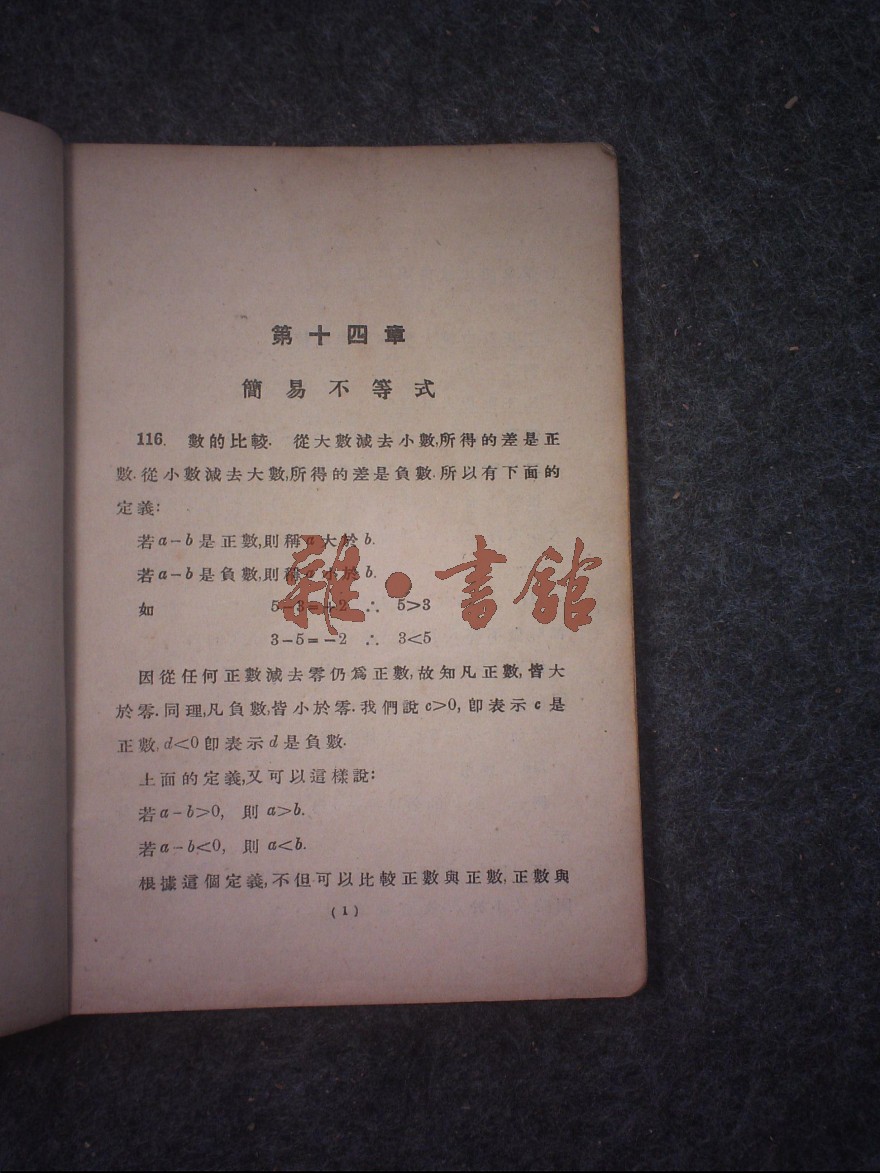 第十四章
簡易不等式
116. 數的比較. 從大數減去小數,所得的差是正
數.從小數減去大數,所得的差是負數.所以有下面的
定義:
若a-b是正數,則稱a大於b.
若a-b是負數,則稱a小於b.
如 5-3=+2 ∴ 5>3
3-5=-2 ∴ 3<5
雜·書館
因從任何正數減去零仍爲正數,故知凡正數,皆大
於零.同理,凡負數,皆小於零.我們說c>0,卽表示c是
正數,d<0卽表示d是負數.
上面的定義,又可以這樣說:
若a-b>0, 則a>b.
若a-b<0, 則a<b.
根據這個定義,不但可以比較正數與正數,正數與
(1)